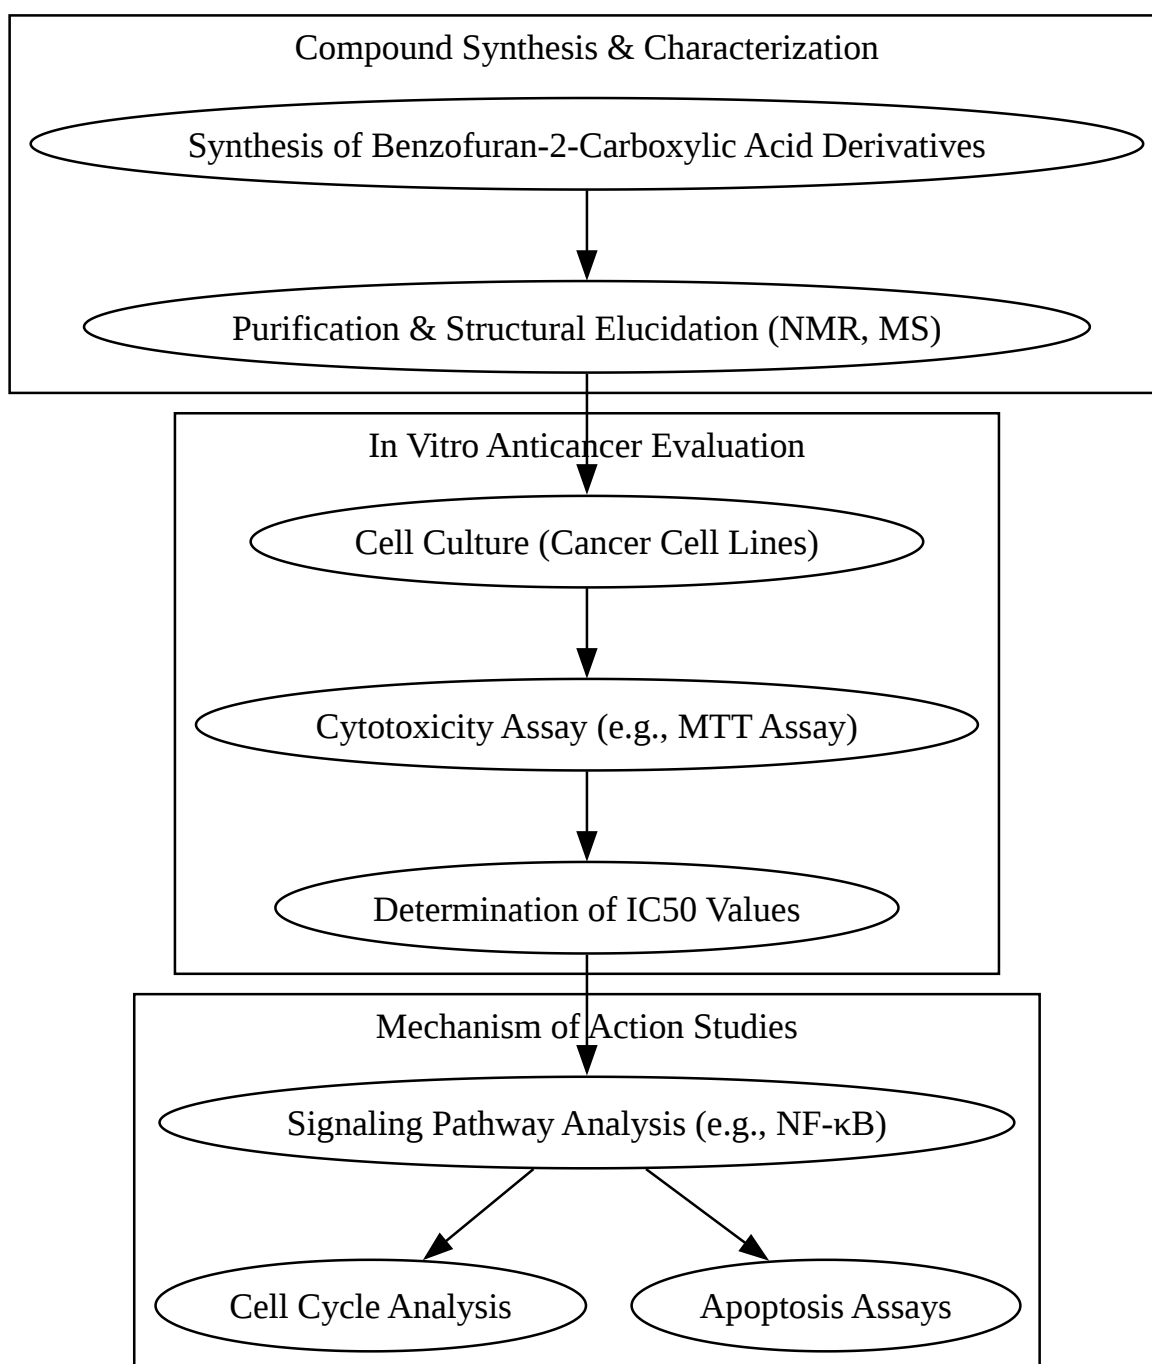 Compound Synthesis & Characterization
Synthesis of Benzofuran-2-Carboxylic Acid Derivatives
Purification & Structural Elucidation (NMR, MS)
In Vitro Anticancer Evaluation
Cell Culture (Cancer Cell Lines)
Cytotoxicity Assay (e.g., MTT Assay)
Determination of IC50 Values
Mechanism of Action Studies
Signaling Pathway Analysis (e.g., NF-κB)
Cell Cycle Analysis
Apoptosis Assays